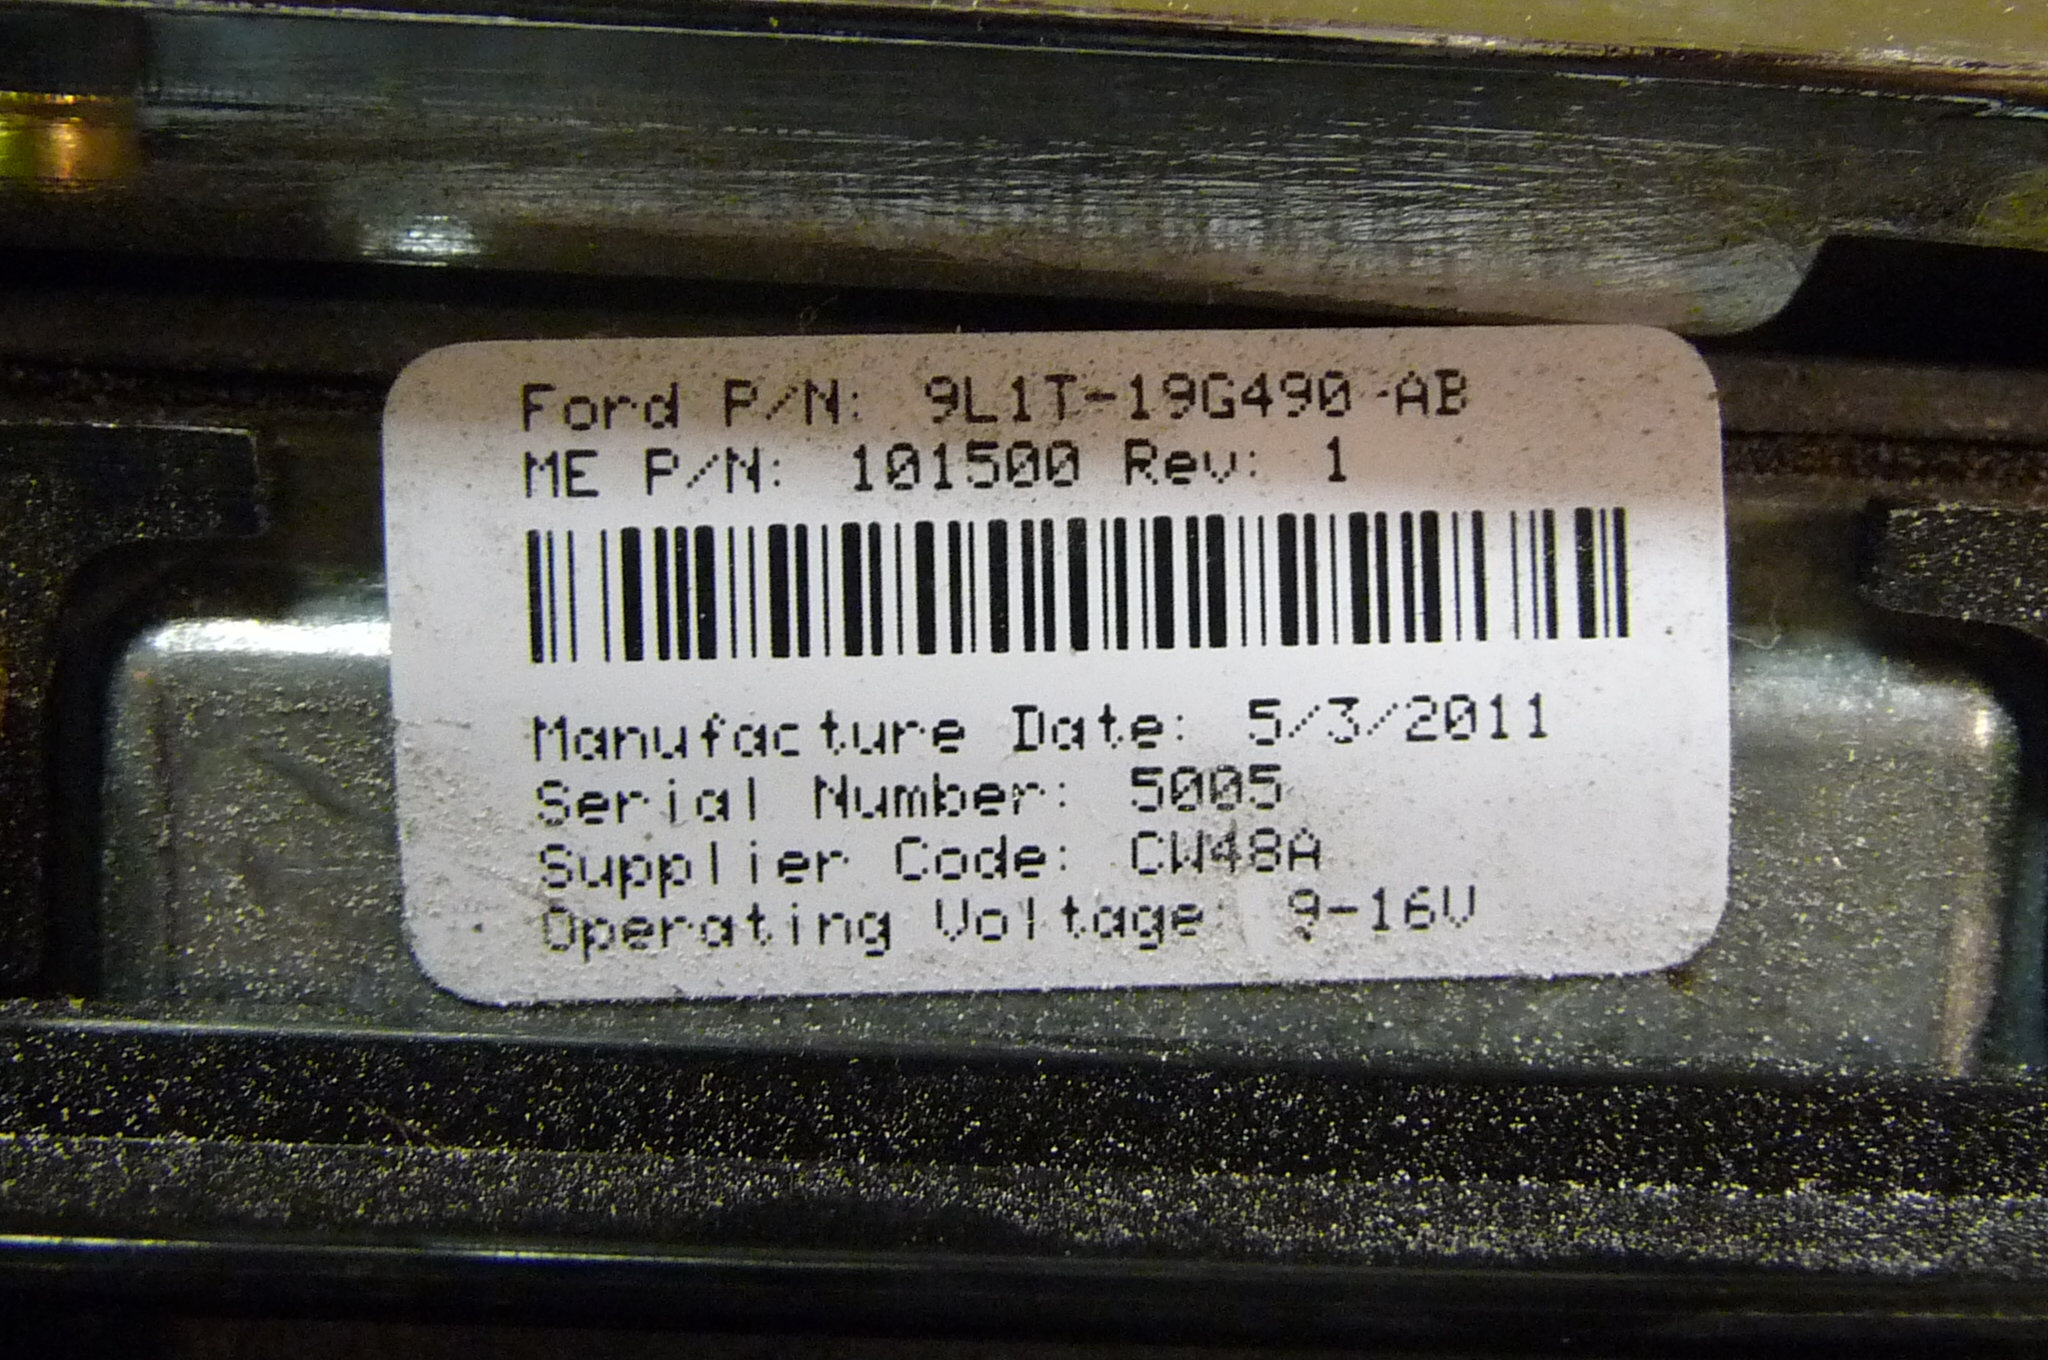 Ford P/N: 9L1T-19G490-AB
ME P/N: 101500 Rev: 1
Manufacture Date: 5/3/2011
Serial Number: 5005
Supplier Code: CW48A
Operating Voltage: 9-16V